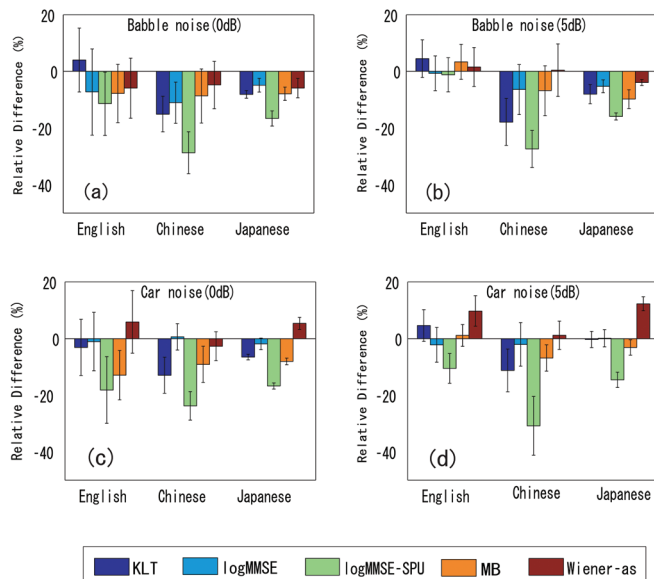 Babble noise(0dB)
20
0
-20
-40
Relative Difference (%)
(a)
English Chinese Japanese
Babble noise(5dB)
20
0
-20
-40
Relative Difference (%)
(b)
English Chinese Japanese
Car noise(0dB)
20
0
-20
-40
Relative Difference (%)
(c)
English Chinese Japanese
Car noise(5dB)
20
0
-20
-40
Relative Difference (%)
(d)
English Chinese Japanese
KLT logMMSE logMMSE-SPU MB Wiener-as